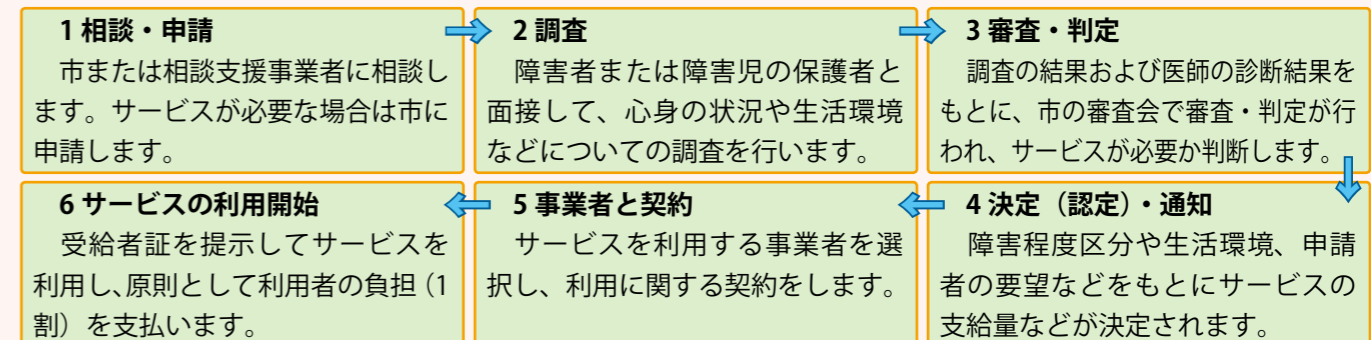 1 相談・申請
市または相談支援事業者に相談し
ます。サービスが必要な場合は市に
申請します。
2 調査
障害者または障害児の保護者と
面接して、心身の状況や生活環境
などについての調査を行います。
3 審査・判定
調査の結果および医師の診断結果を
もとに、市の審査会で審査・判定が行
われ、サービスが必要か判断します。
4 決定（認定）・通知
障害程度区分や生活環境、申請
者の要望などをもとにサービスの
支給量などが決定されます。
5 事業者と契約
サービスを利用する事業者を選
択し、利用に関する契約をします。
6 サービスの利用開始
受給者証を提示してサービスを
利用し、原則として利用者の負担（1
割）を支払います。